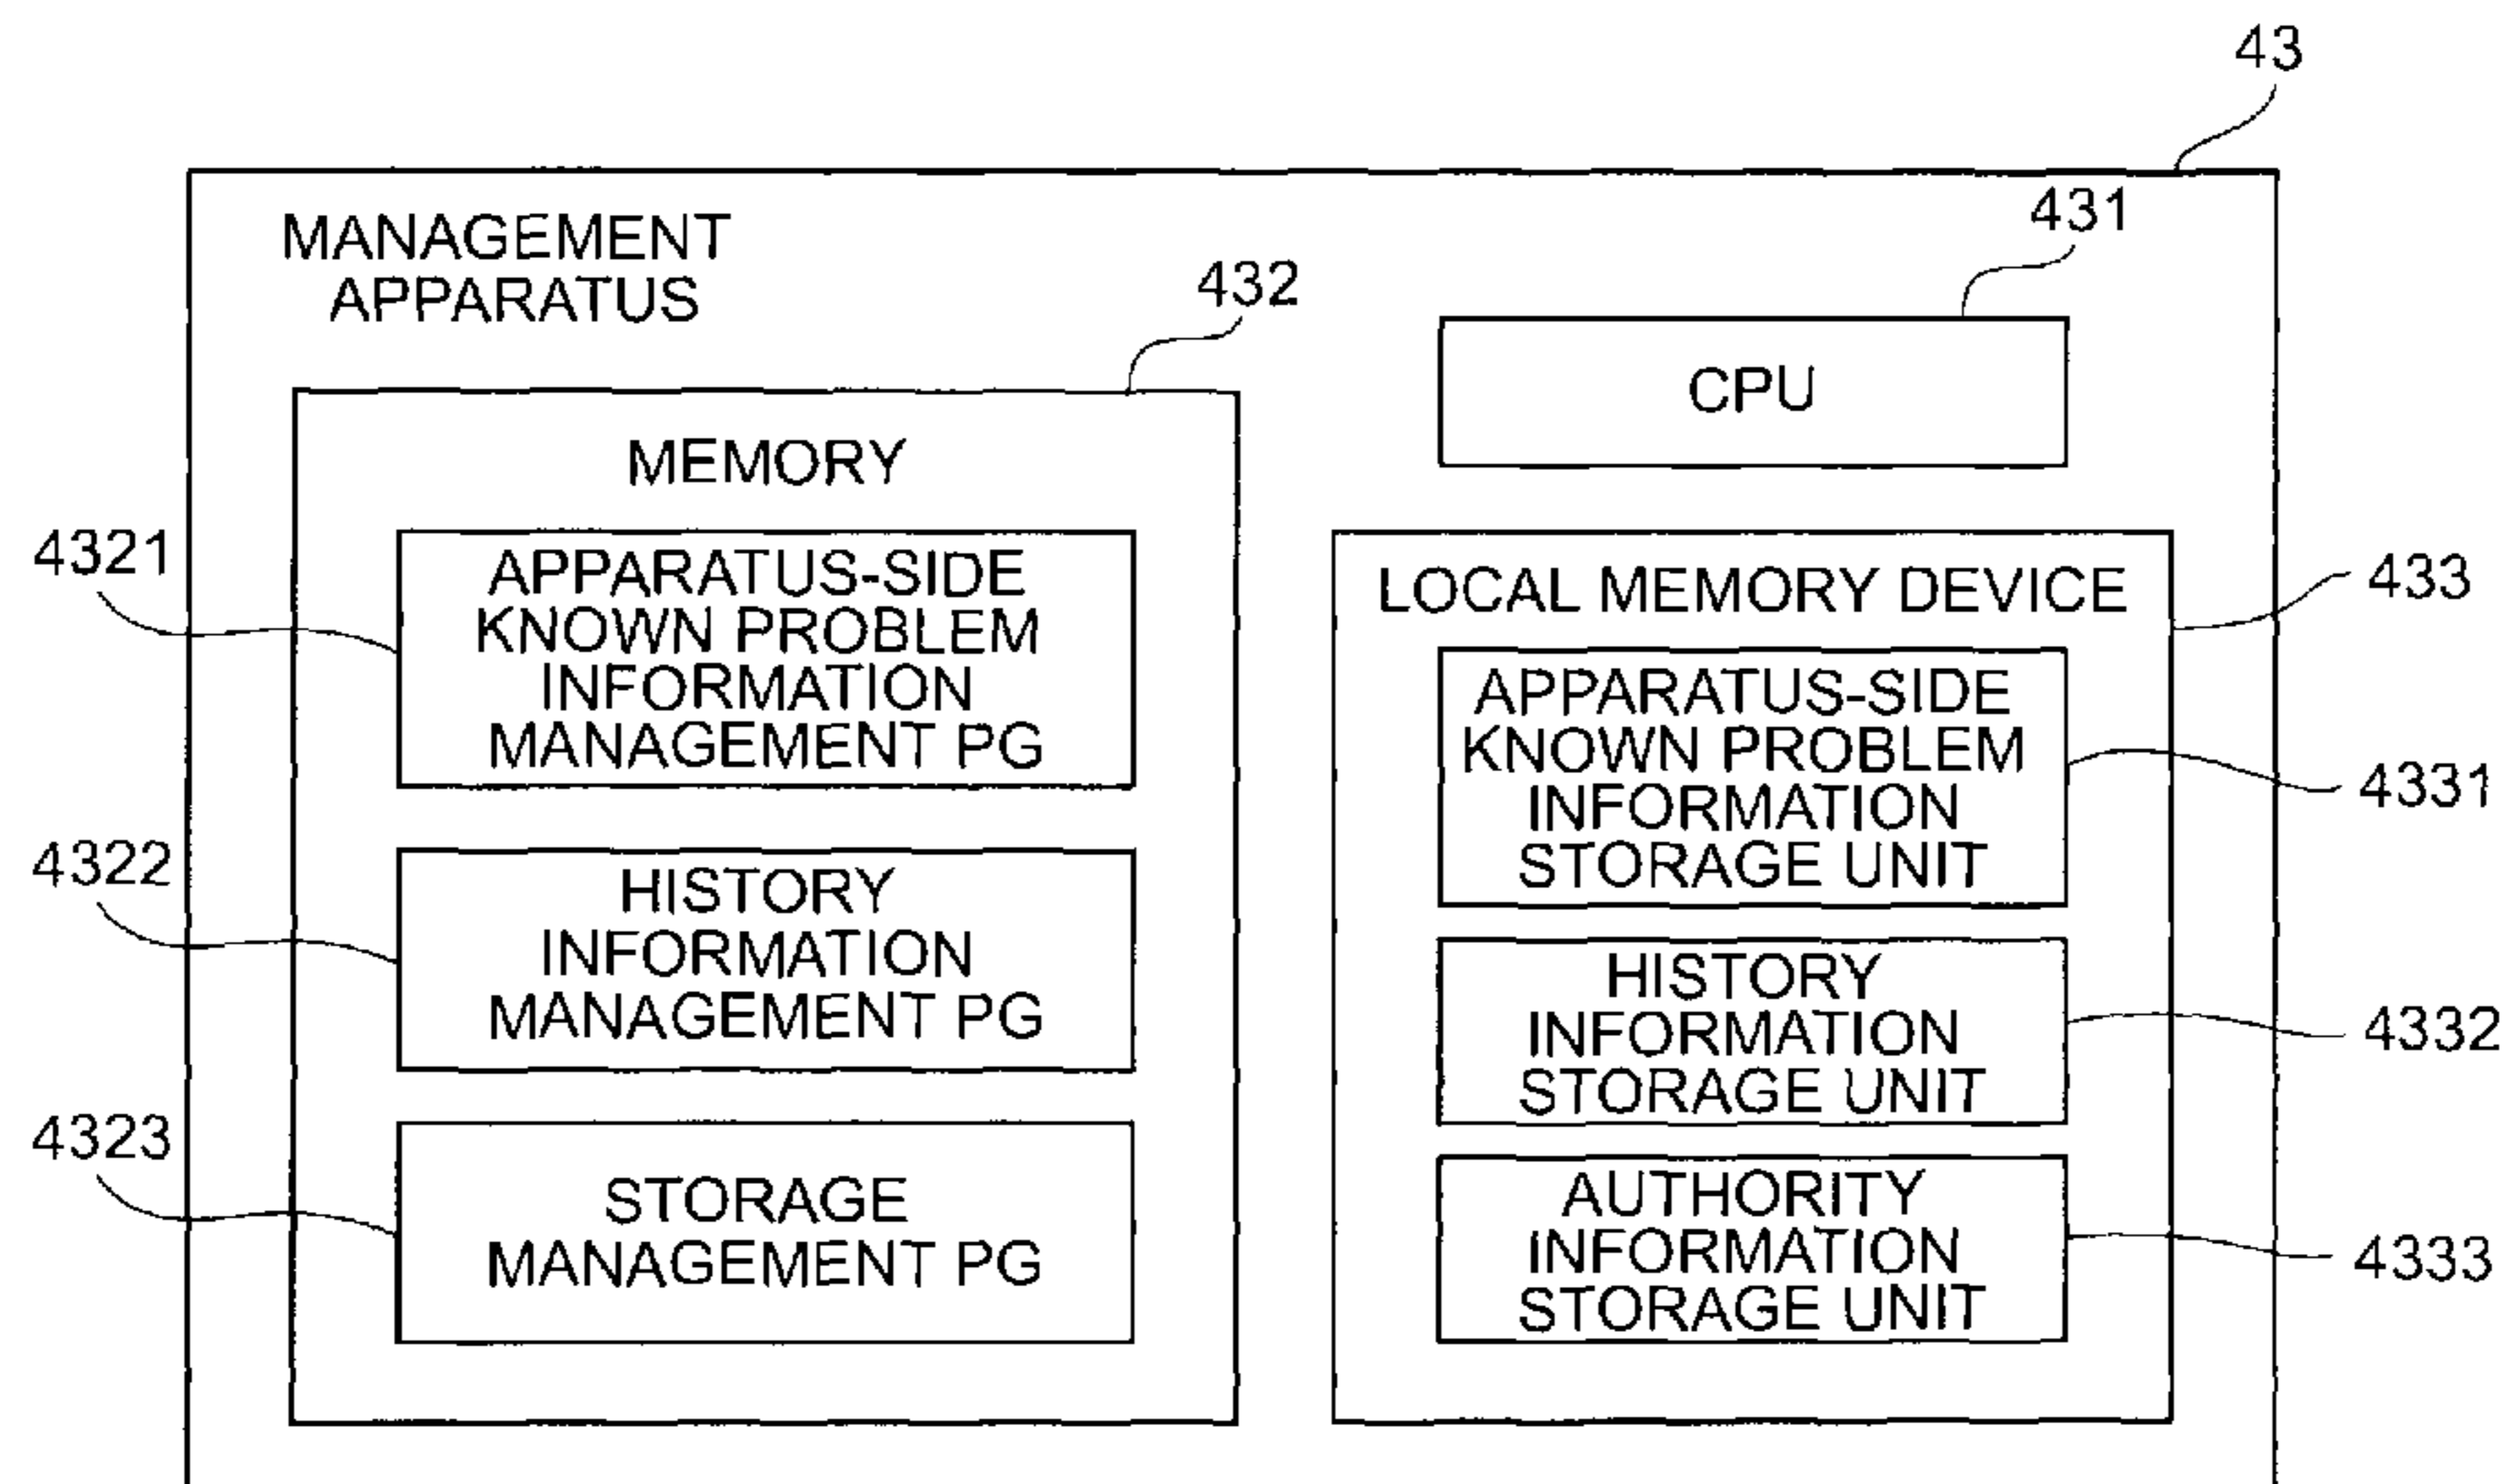 43
MANAGEMENT
APPARATUS
431
432
CPU
MEMORY
4321
APPARATUS-SIDE
KNOWN PROBLEM
INFORMATION
MANAGEMENT PG
4322
HISTORY
INFORMATION
MANAGEMENT PG
4323
STORAGE
MANAGEMENT PG
LOCAL MEMORY DEVICE
433
APPARATUS-SIDE
KNOWN PROBLEM
INFORMATION
STORAGE UNIT
4331
HISTORY
INFORMATION
STORAGE UNIT
4332
AUTHORITY
INFORMATION
STORAGE UNIT
4333